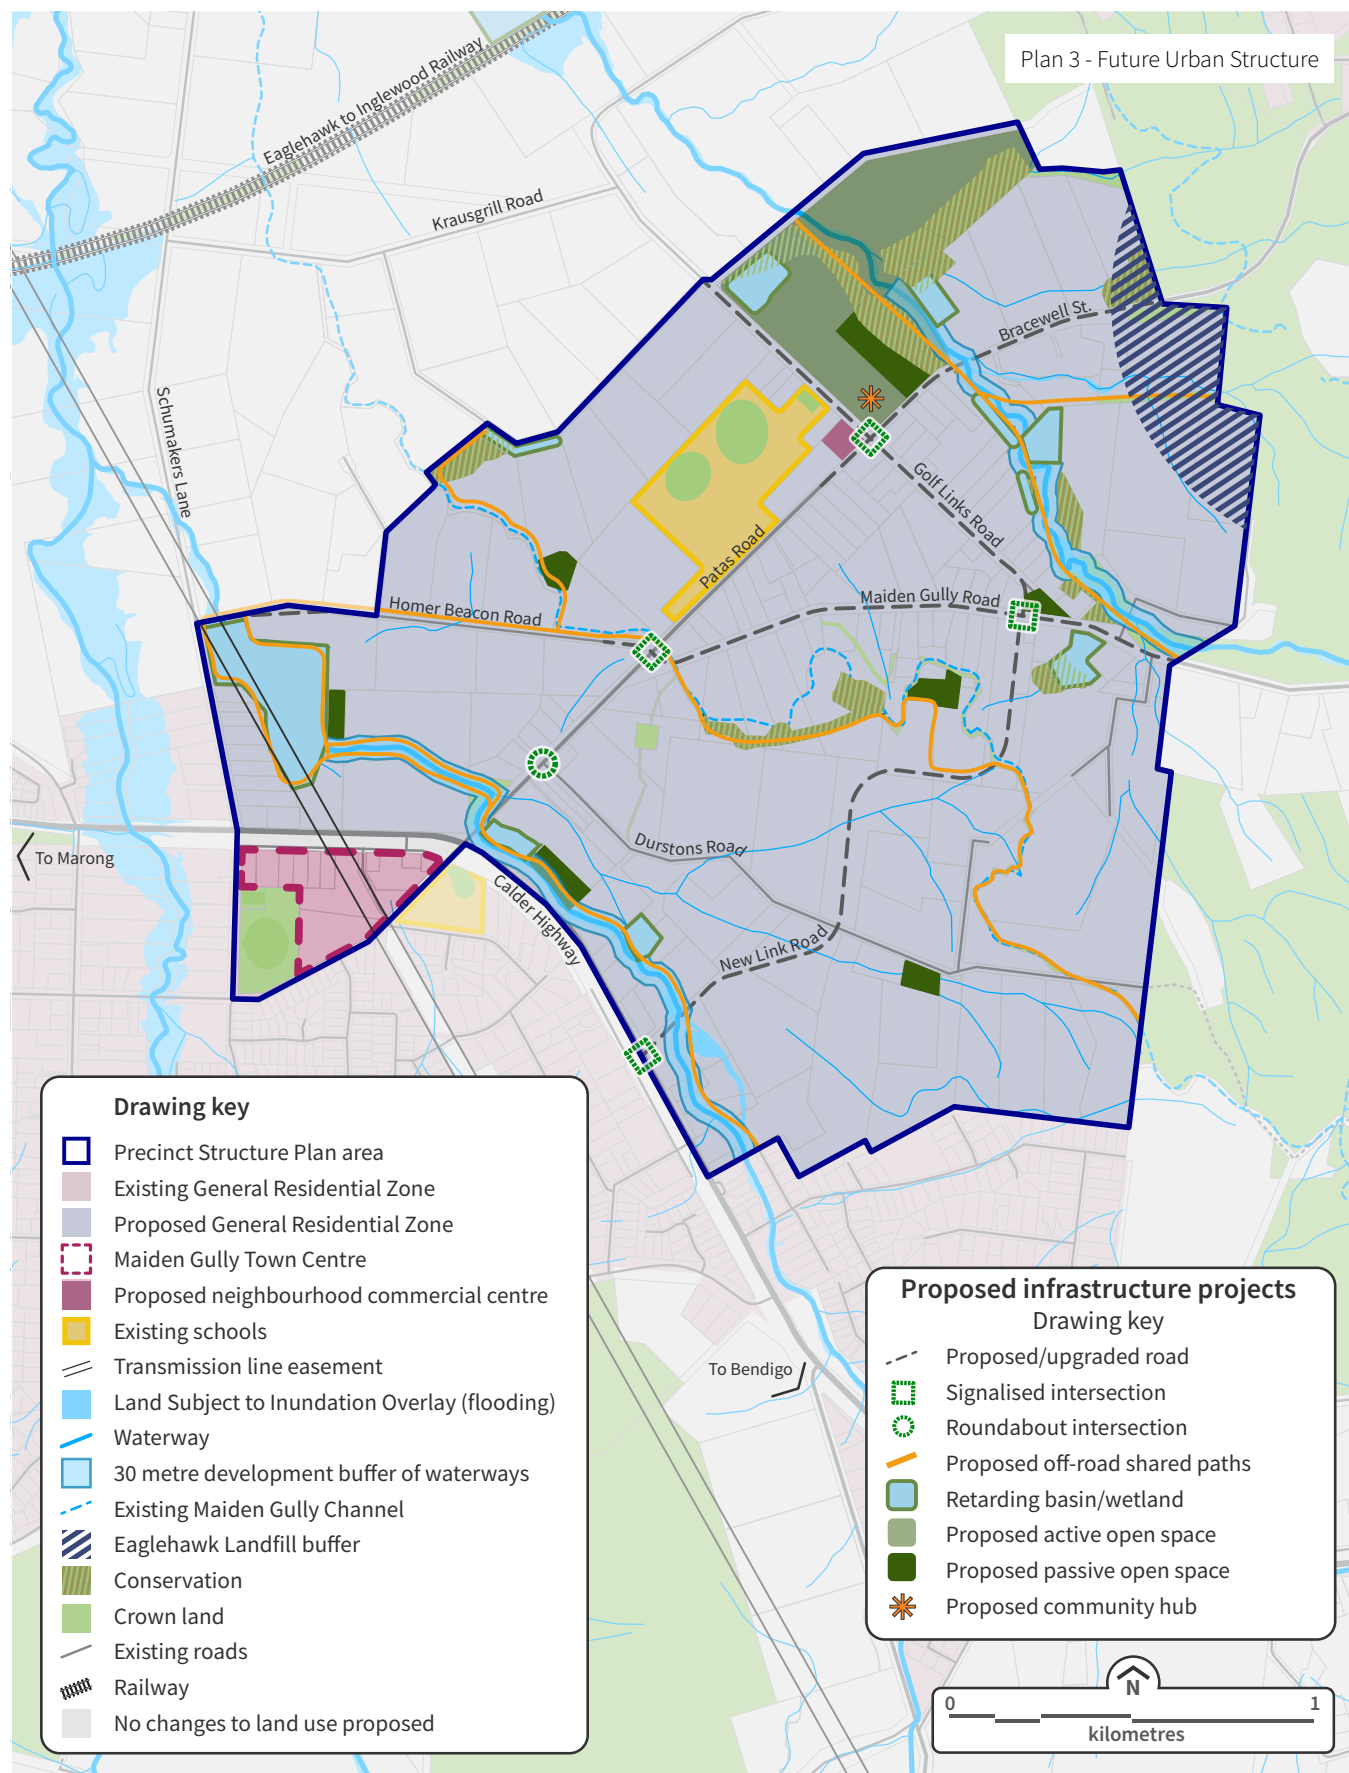 Plan 3 - Future Urban Structure
Eaglehawk to Inglewood Railway
Krausgrill Road
Schumakers Lane
Bracewell St.
Golf Links Road
Patas Road
Maiden Gully Road
Homer Beacon Road
Durstons Road
To Marong
Calder Highway
New Link Road
To Bendigo
Drawing key
Precinct Structure Plan area
Existing General Residential Zone
Proposed General Residential Zone
Maiden Gully Town Centre
Proposed neighbourhood commercial centre
Existing schools
Transmission line easement
Land Subject to Inundation Overlay (flooding)
Waterway
30 metre development buffer of waterways
Existing Maiden Gully Channel
Eaglehawk Landfill buffer
Conservation
Crown land
Existing roads
Railway
No changes to land use proposed
Proposed infrastructure projects
Drawing key
Proposed/upgraded road
Signalised intersection
Roundabout intersection
Proposed off-road shared paths
Retarding basin/wetland
Proposed active open space
Proposed passive open space
Proposed community hub
N
0 1
kilometres